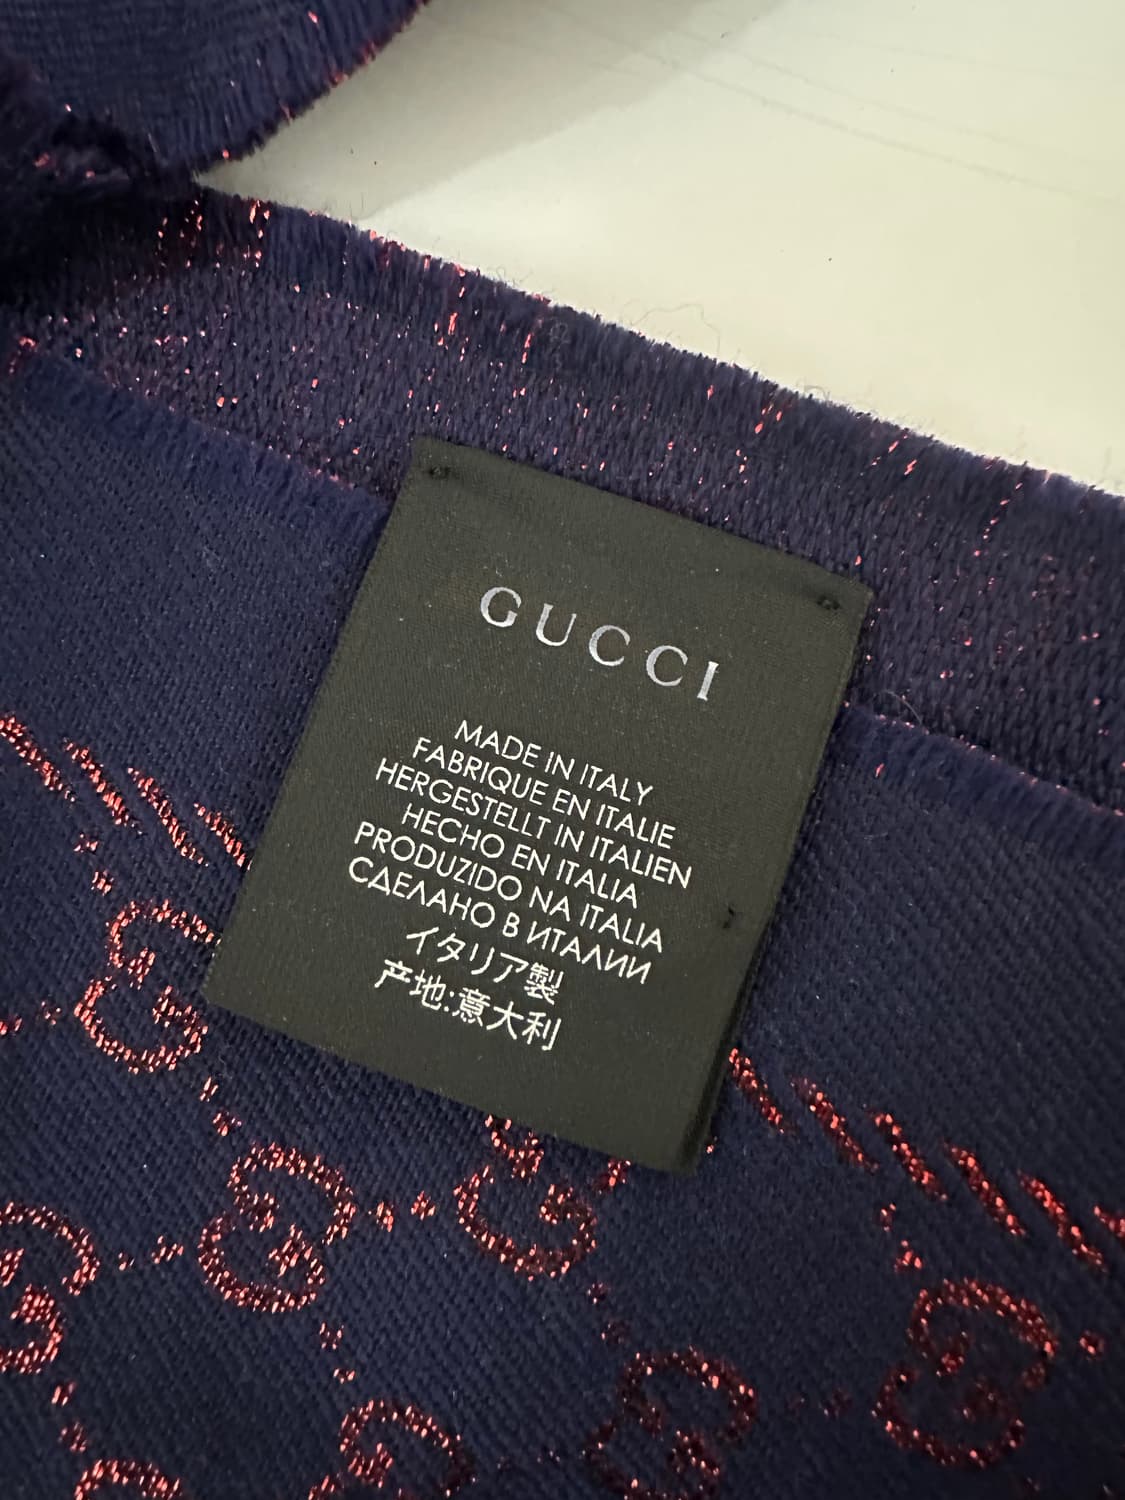 GUCCI
MADE IN ITALY
FABRIQUE EN ITALIE
HERGESTELLT IN ITALIEN
HECHO EN ITALIA
PRODUZIDO NA ITALIA
СДЕЛАНО В ИТАЛИИ
イタリア製
产地:意大利